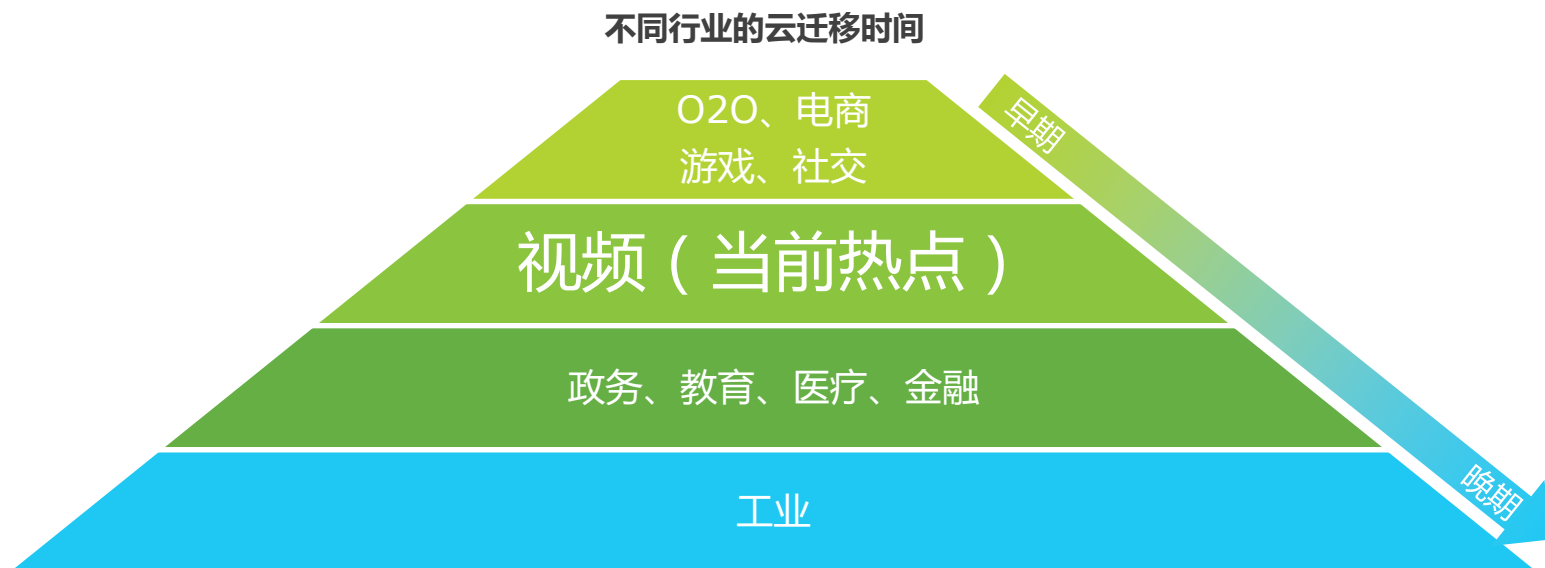 不同行业的云迁移时间
O2O、电商
游戏、社交
早期
视频（当前热点）
政务、教育、医疗、金融
晚期
工业